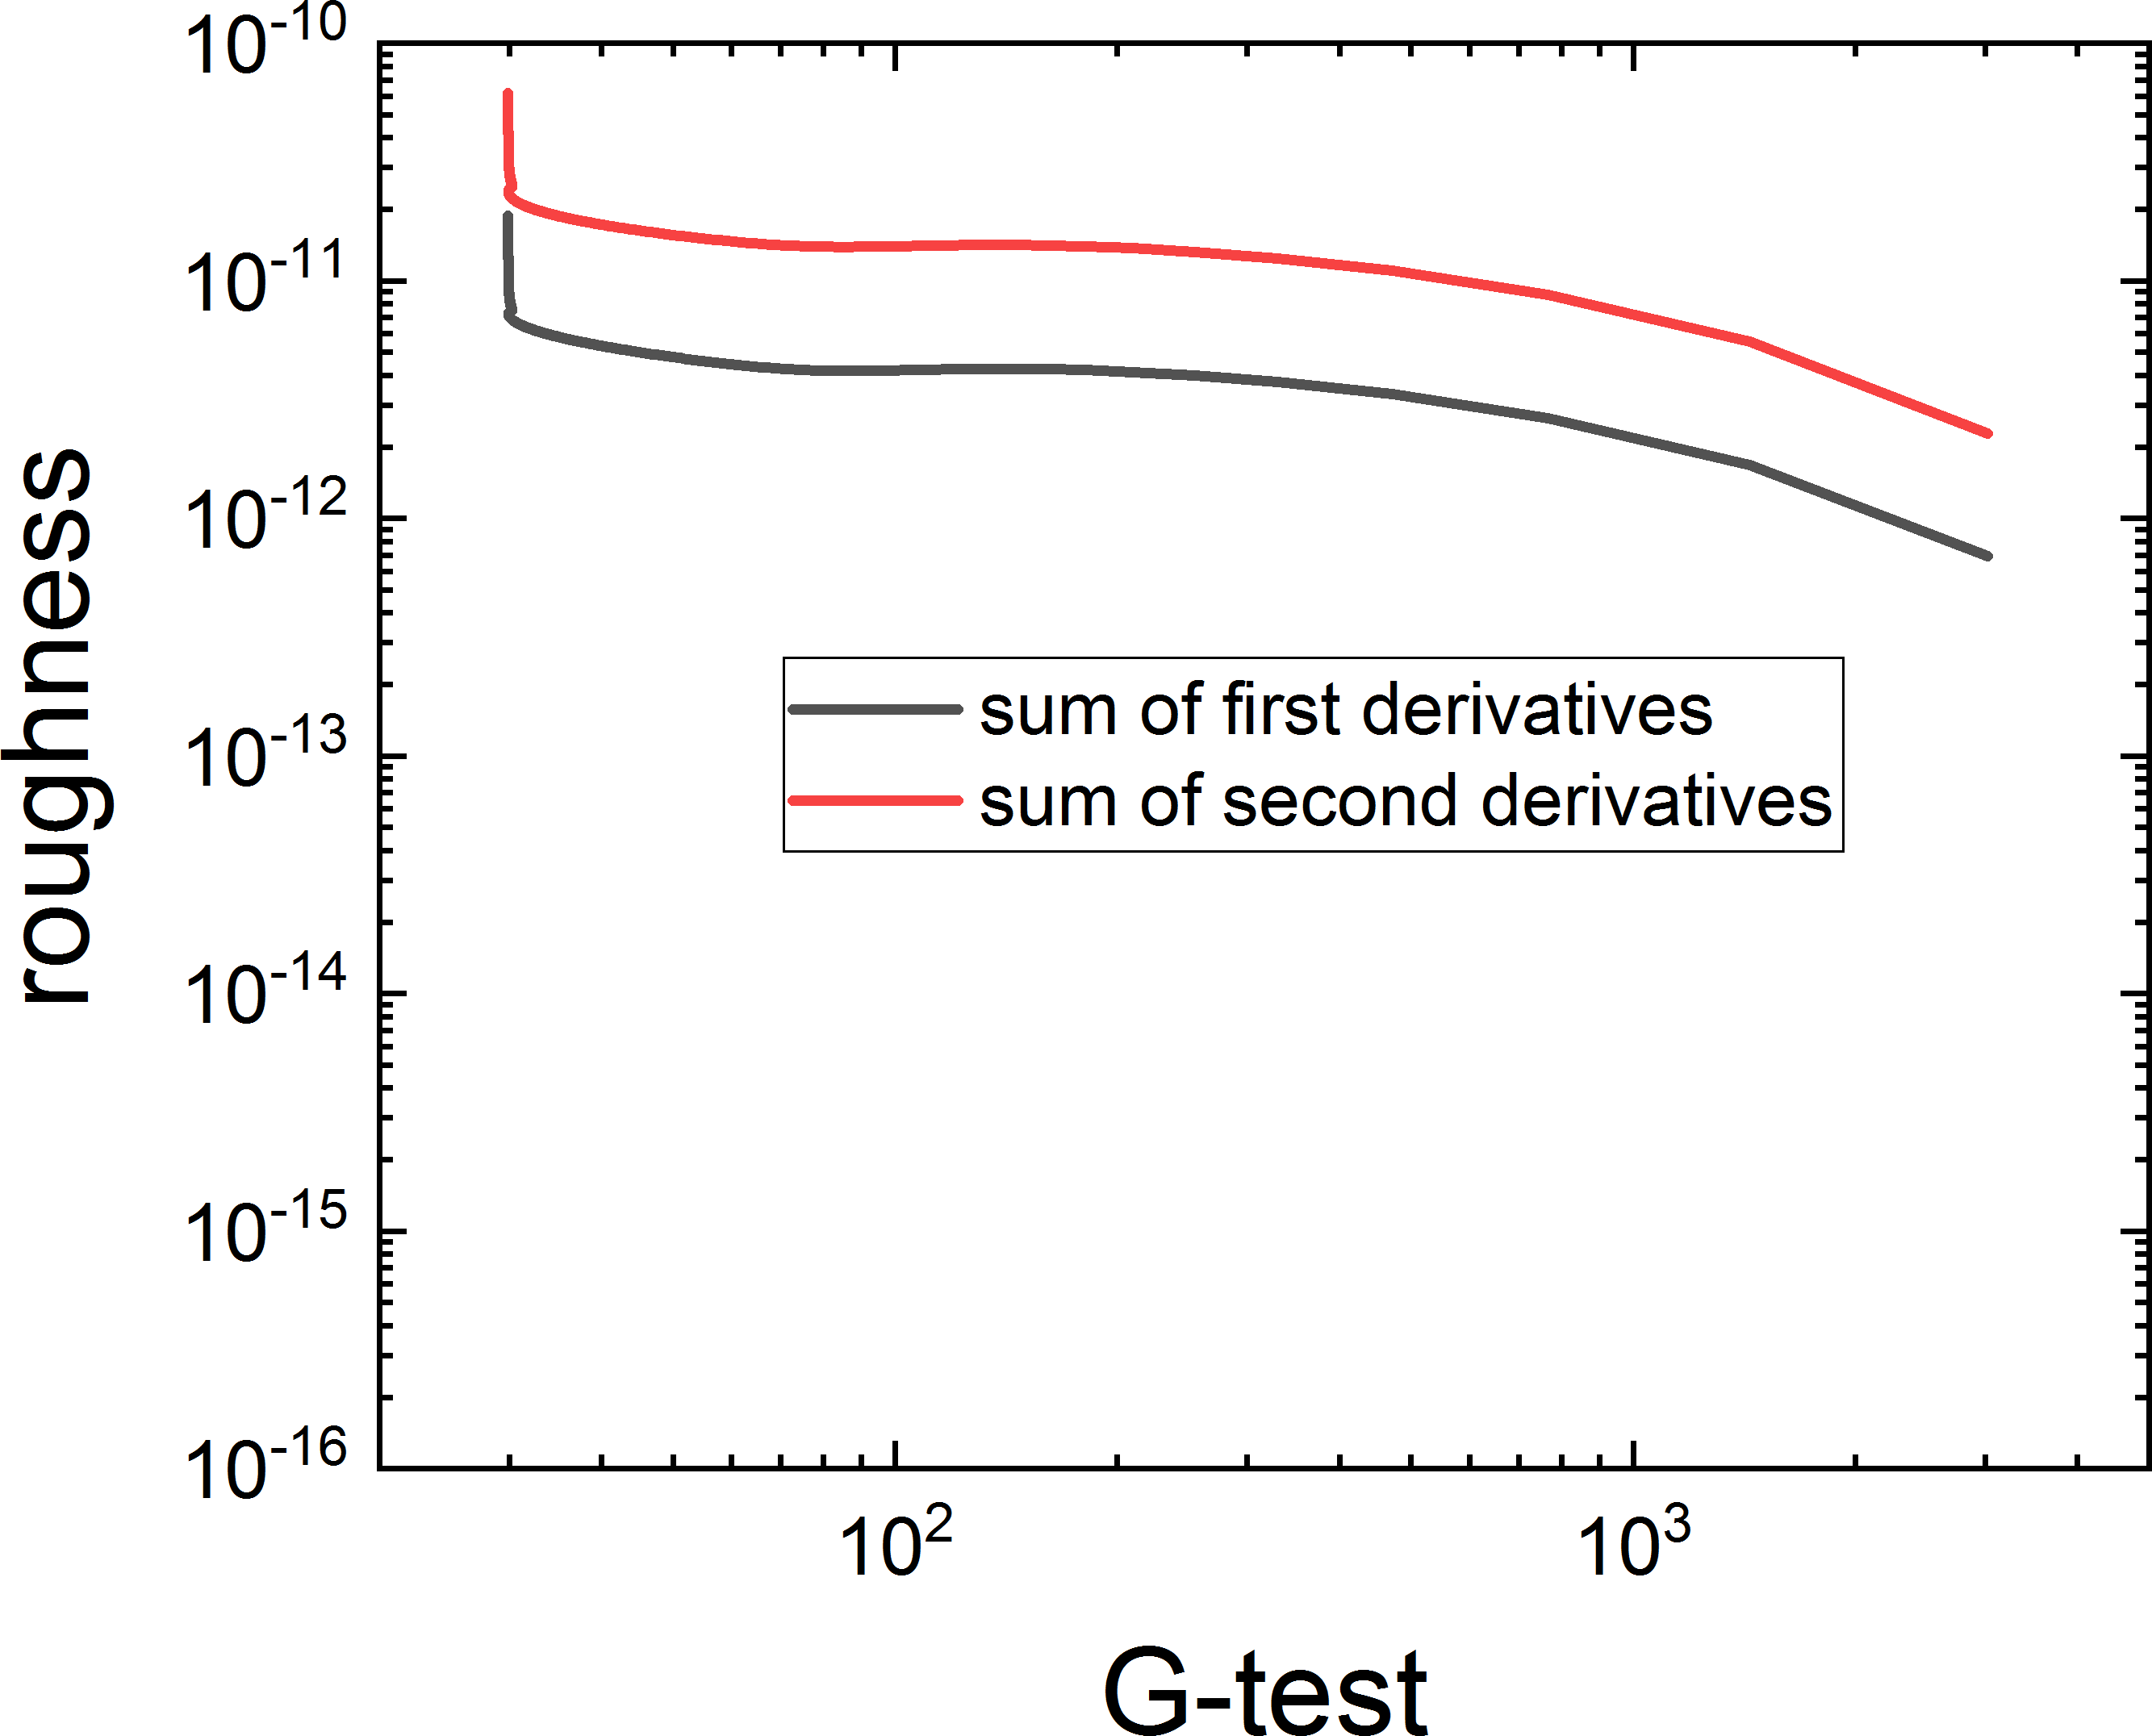 10-10
10-11
10-12
10-13
10-14
10-15
10-16
roughness
sum of first derivatives
sum of second derivatives
102
103
G-test